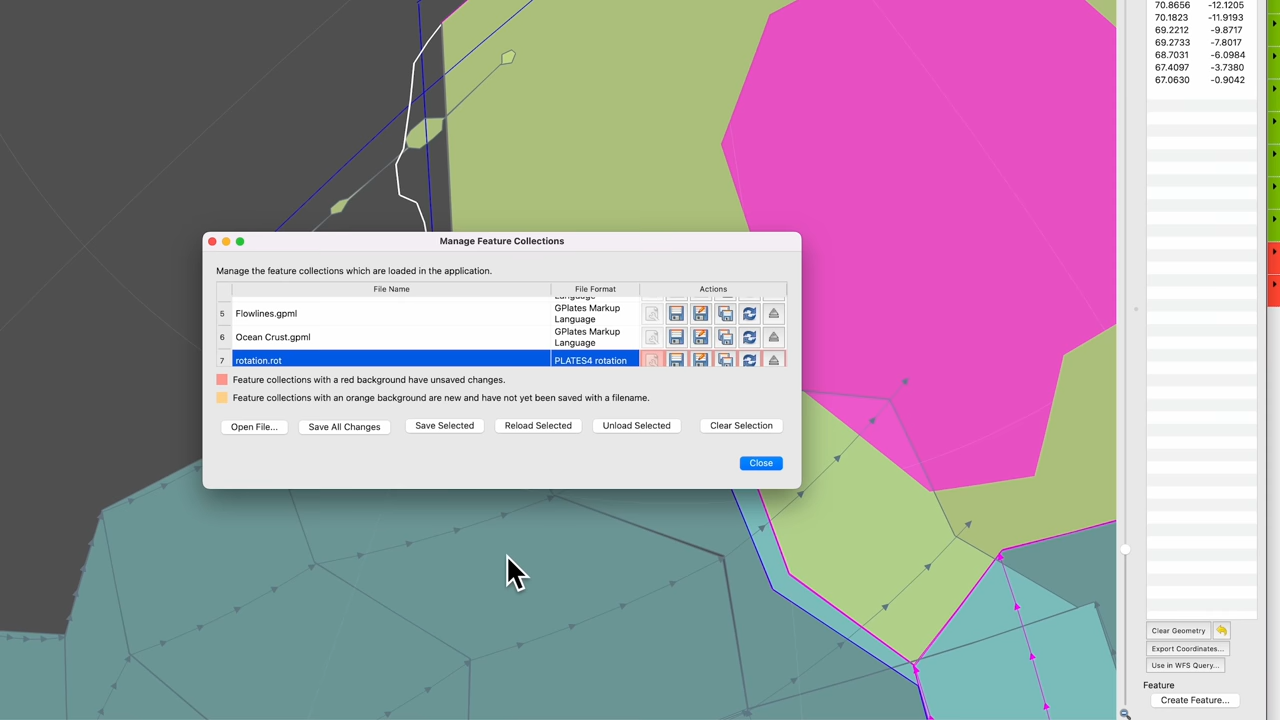 70.8656 -12.1205
70.1823 -11.9193
69.2212 -9.8717
69.2733 -7.8017
68.7031 -6.0984
67.4097 -3.7380
67.0630 -0.9042
Manage Feature Collections
Manage the feature collections which are loaded in the application.
File Name File Format Actions
Language
5 Flowlines.gpml GPlates Markup
Language
6 Ocean Crust.gpml GPlates Markup
Language
7 rotation.rot PLATES4 rotation
Feature collections with a red background have unsaved changes.
Feature collections with an orange background are new and have not yet been saved with a filename.
Open File... Save All Changes Save Selected Reload Selected Unload Selected Clear Selection
Close
Clear Geometry
Export Coordinates...
Use in WFS Query...
Feature
Create Feature...